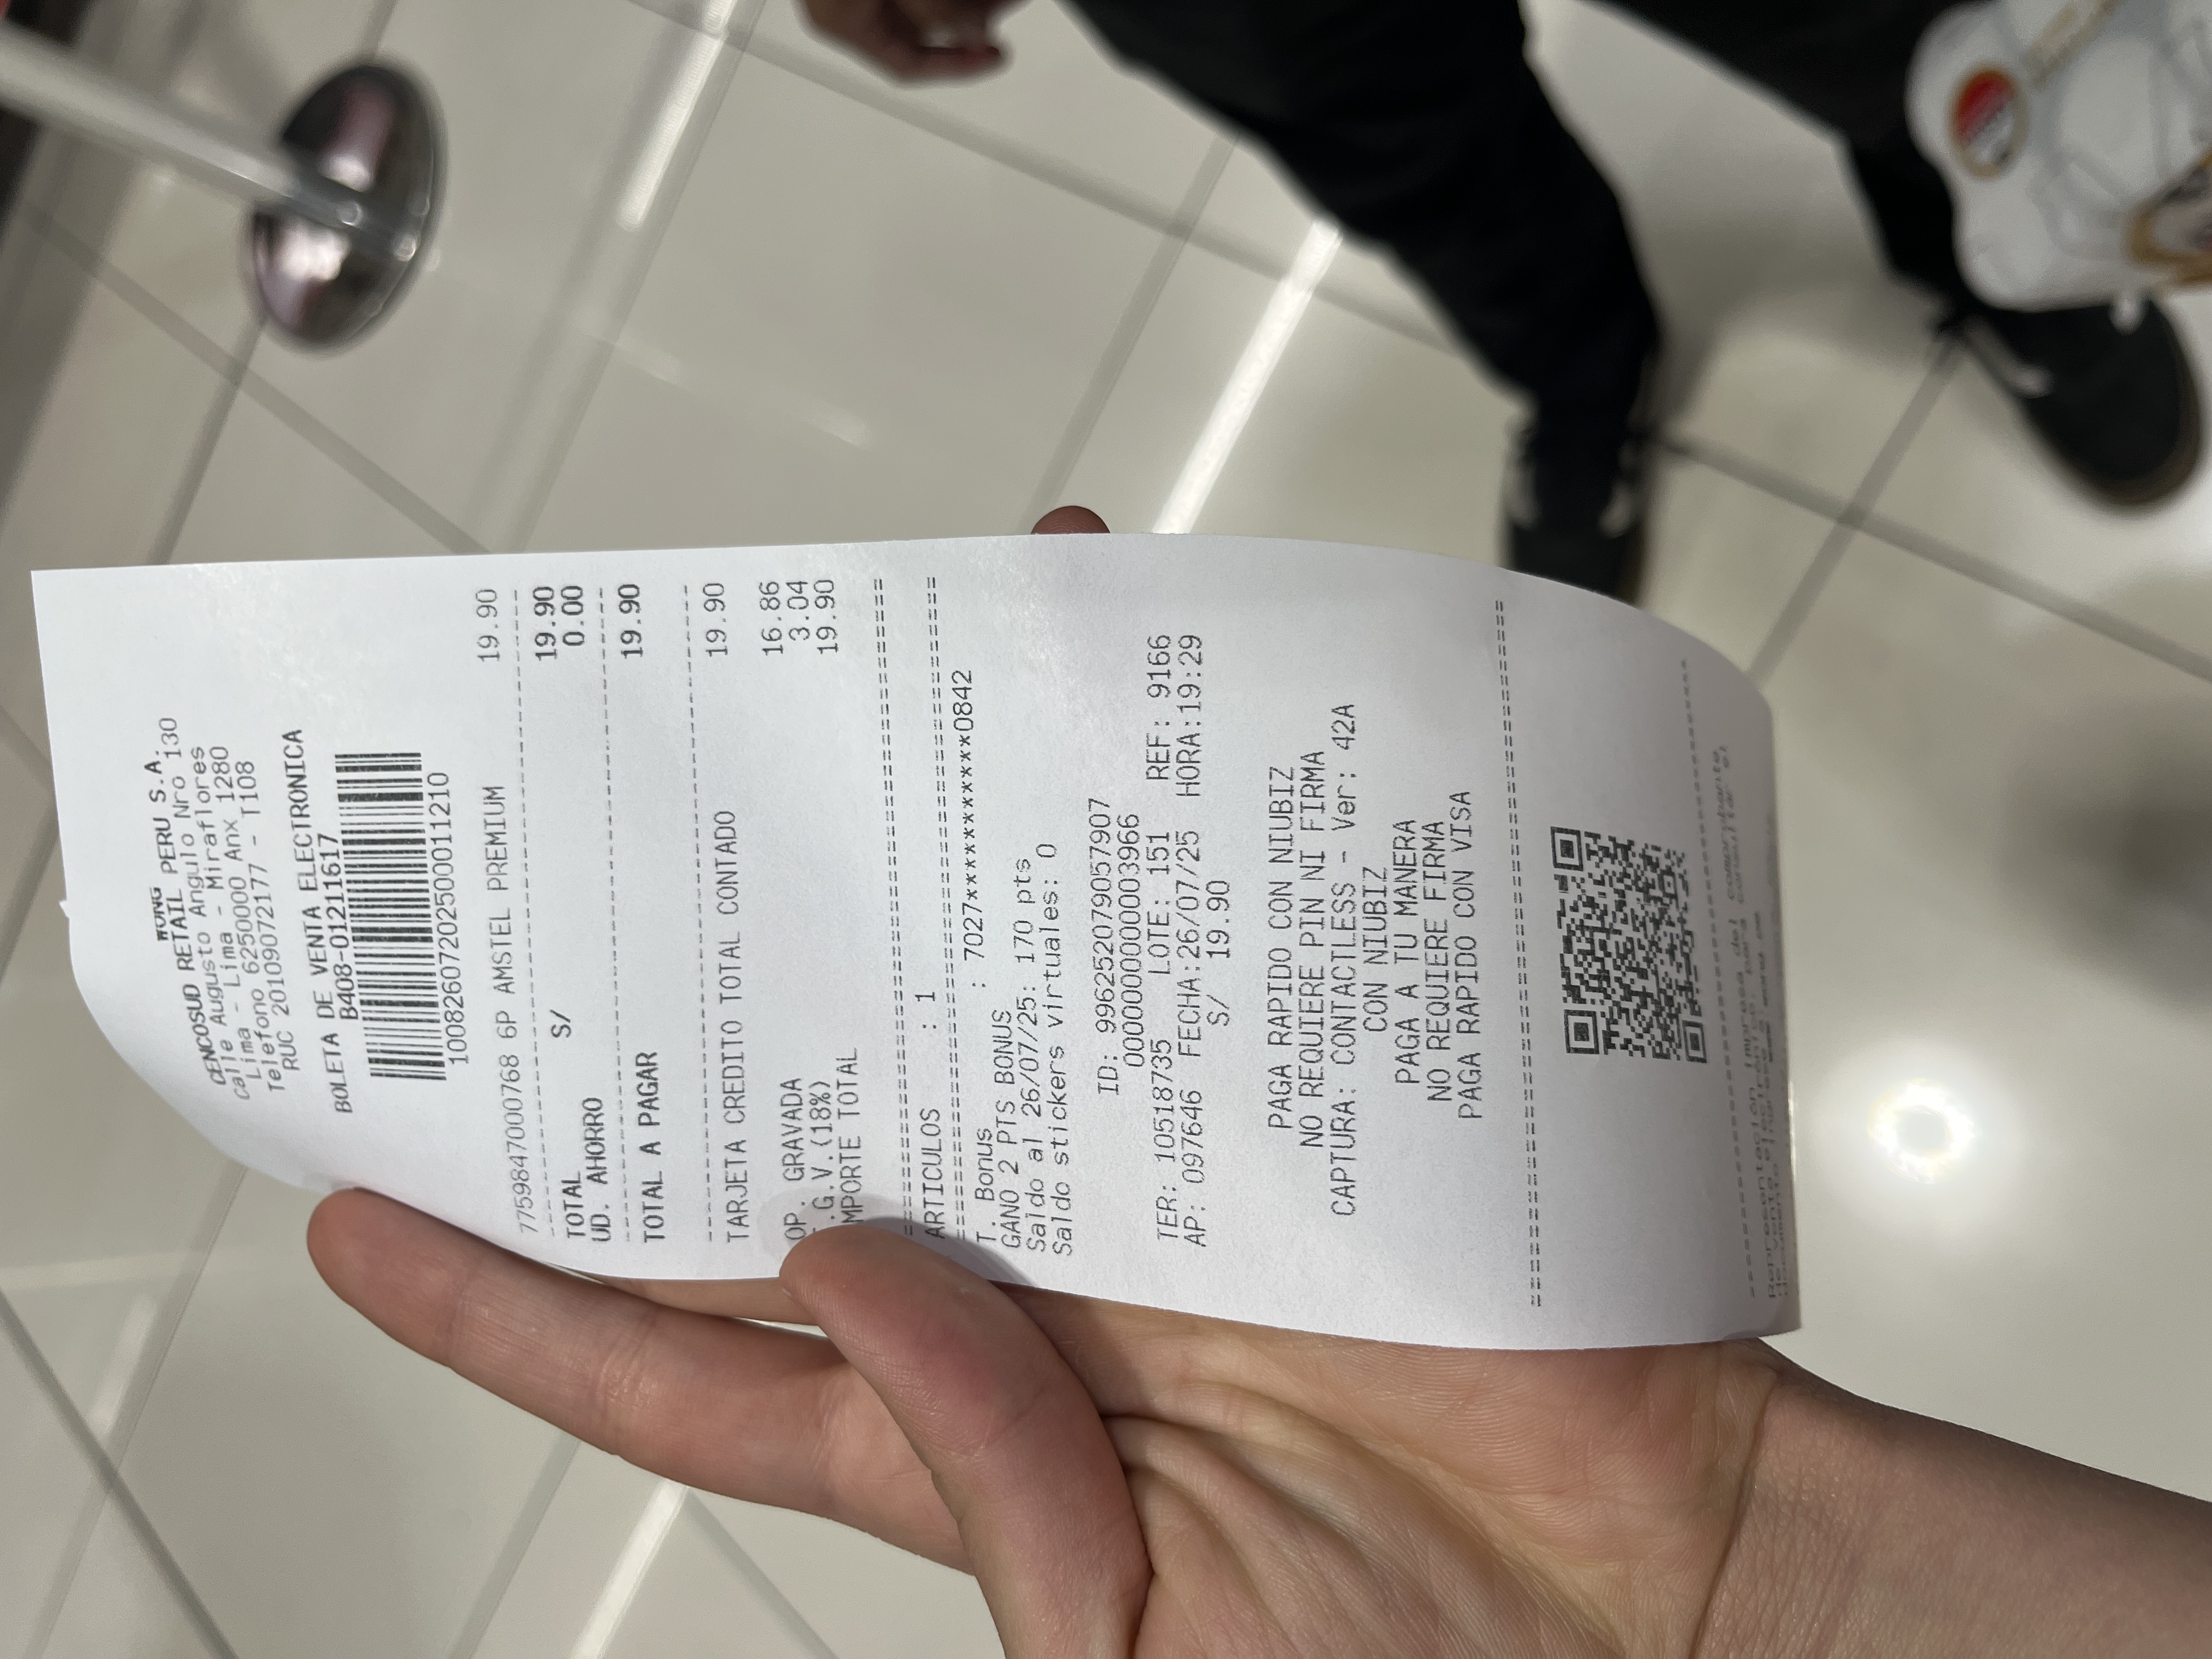 WONG
CENCOSUD RETAIL PERU S.A.
Calle Augusto Angulo Nro 130
Lima - Lima - Miraflores
Telefono 6250000 Anx 1280
RUC 20109072177 - T108
BOLETA DE VENTA ELECTRONICA
B408-01211617
10082607202500011210
7759847000768 6P AMSTEL PREMIUM 19.90
TOTAL S/ 19.90
UD. AHORRO 0.00
TOTAL A PAGAR 19.90
TARJETA CREDITO TOTAL CONTADO 19.90
OP. GRAVADA 16.86
.G.V.(18%) 3.04
MPORTE TOTAL 19.90
ARTICULOS : 1
T. Bonus : 7027***********0842
GANO 2 PTS BONUS
Saldo al 26/07/25: 170 pts
Saldo stickers virtuales: 0
ID: 996252079057907
0000000000003966
TER: 10518735 LOTE: 151 REF: 9166
AP: 097646 FECHA:26/07/25 HORA:19:29
S/ 19.90
PAGA RAPIDO CON NIUBIZ
NO REQUIERE PIN NI FIRMA
CAPTURA: CONTACTLESS - Ver: 42A
CON NIUBIZ
PAGA A TU MANERA
NO REQUIERE FIRMA
PAGA RAPIDO CON VISA
Representación impresa del comprobante
de venta electrónico, para consultar el
documento ingrese a: www.wong.pe